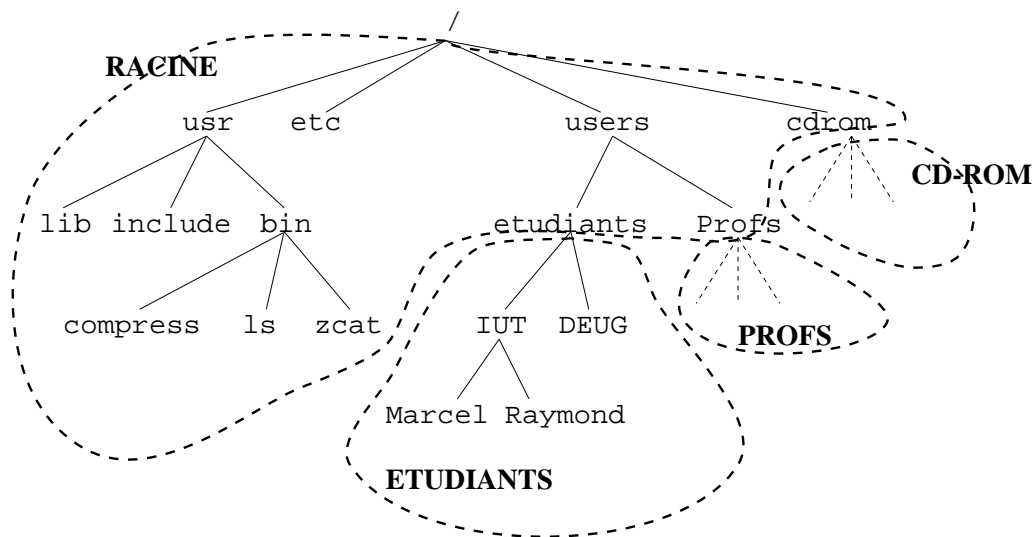 /
RACINE
usr etc users cdrom
CD-ROM
lib include bin etudiants Profs
compress ls zcat IUT DEUG PROFS
Marcel Raymond
ETUDIANTS